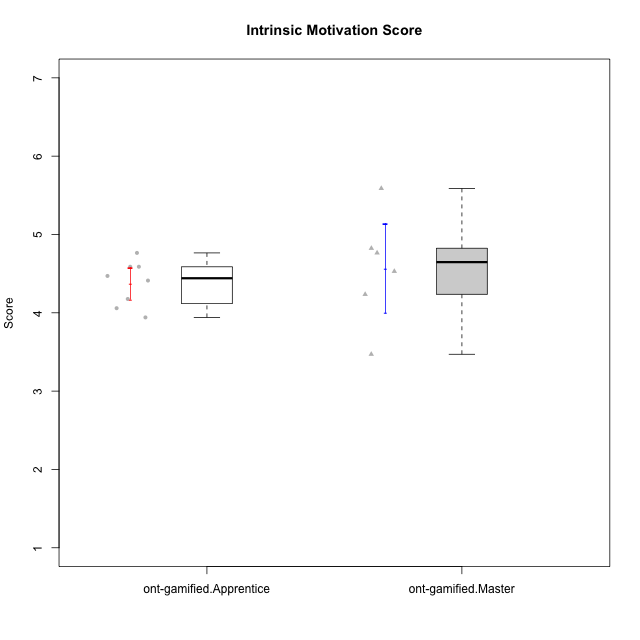 Intrinsic Motivation Score
7
6
5
4
3
2
1
Score
ont-gamified.Apprentice
ont-gamified.Master